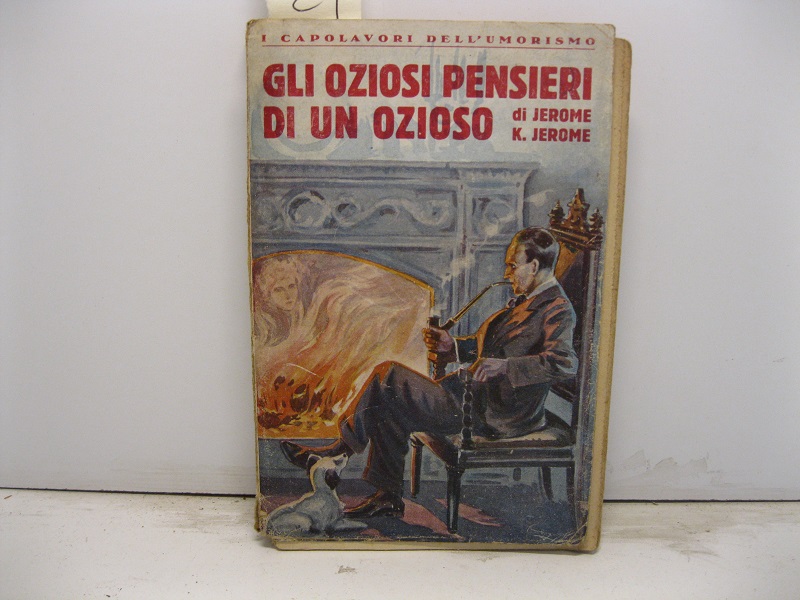 I CAPOLAVORI DELL'UMORISMO
GLI OZIOSI PENSIERI
DI UN OZIOSO
di JEROME
K. JEROME